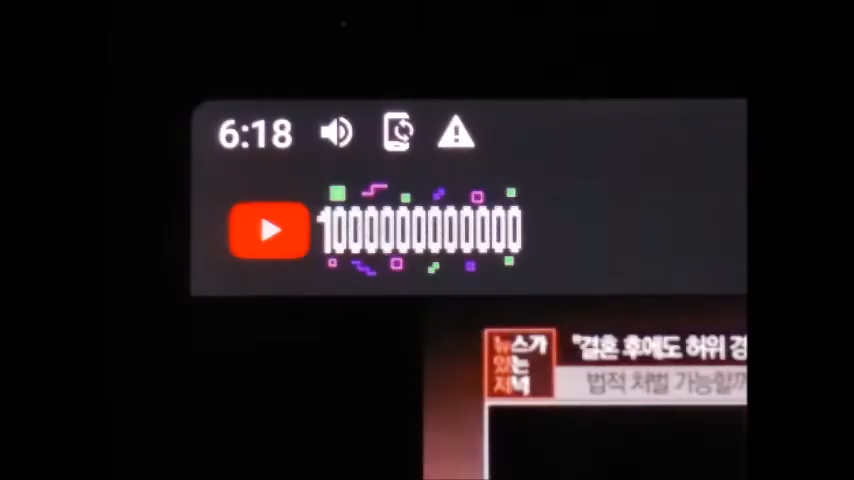 6:18
1000000000000
뉴스가
있는
저녁
"결혼 후에도 허위 경
법적 처벌 가능할까